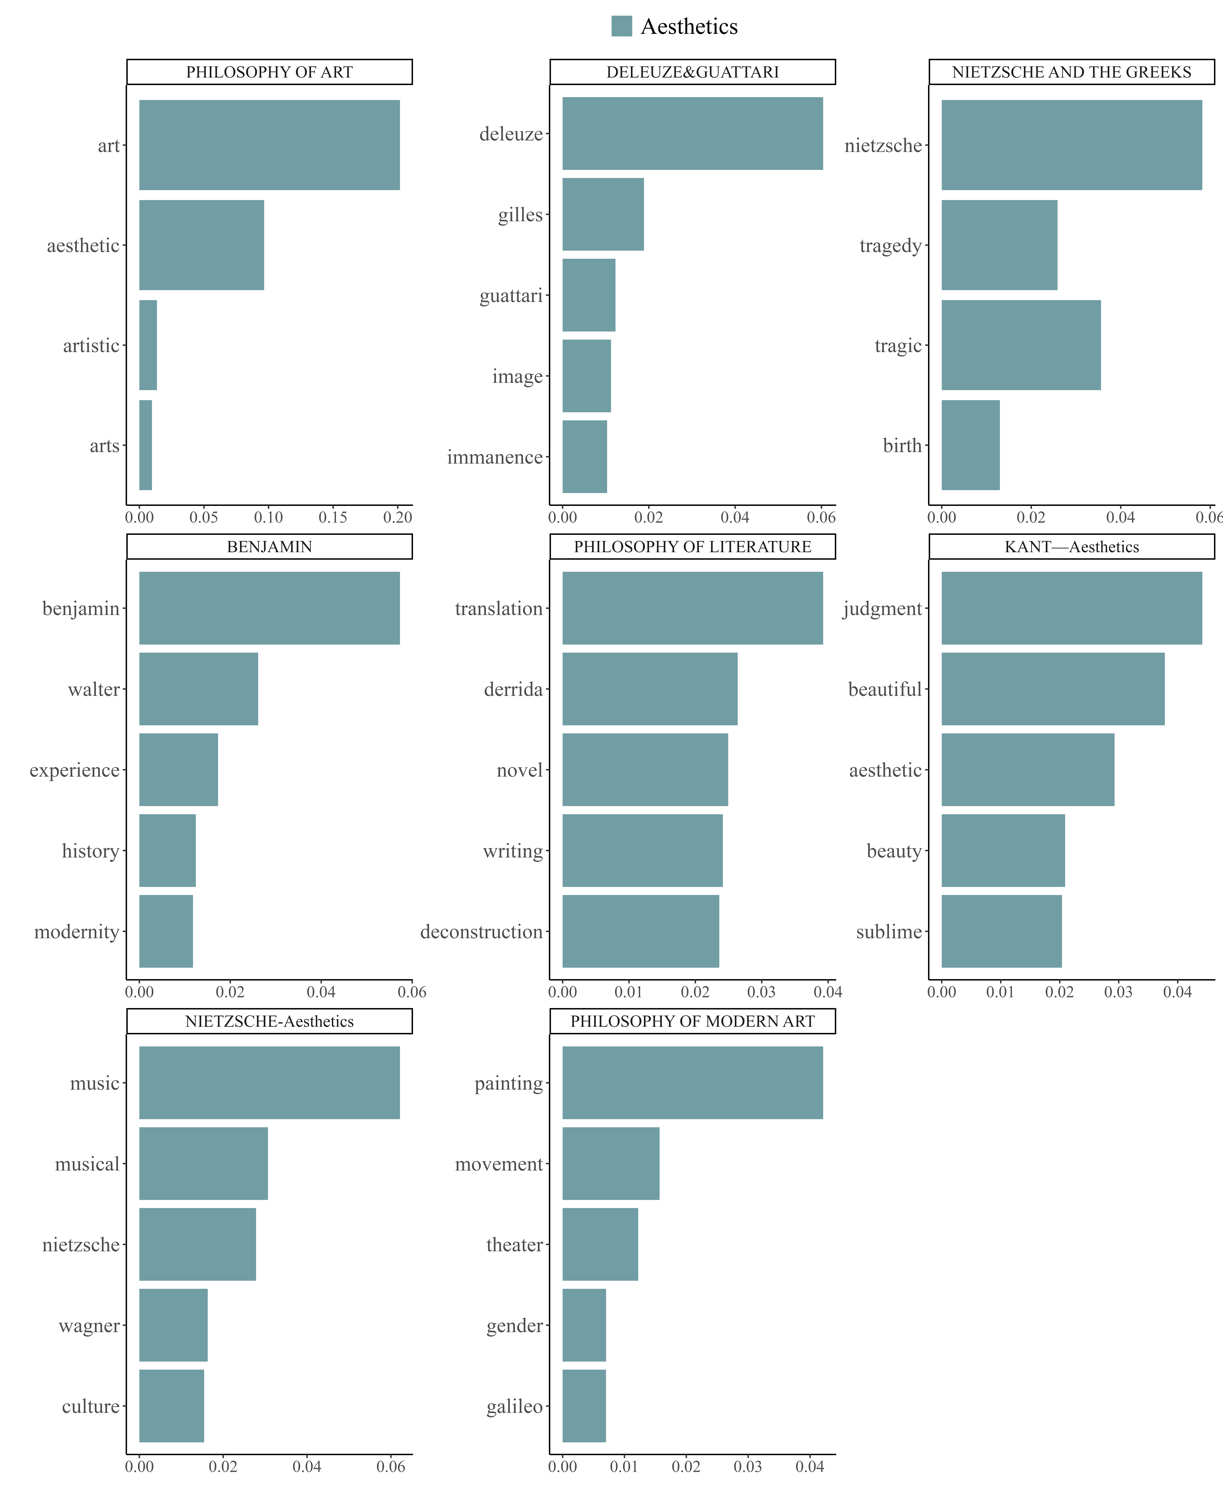 Aesthetics
PHILOSOPHY OF ART
art
aesthetic
artistic
arts
0.00 0.05 0.10 0.15 0.20
DELEUZE&GUATTARI
deleuze
gilles
guattari
image
immanence
0.00 0.02 0.04 0.06
NIETZSCHE AND THE GREEKS
nietzsche
tragedy
tragic
birth
0.00 0.02 0.04 0.06
BENJAMIN
benjamin
walter
experience
history
modernity
0.00 0.02 0.04 0.06
PHILOSOPHY OF LITERATURE
translation
derrida
novel
writing
deconstruction
0.00 0.01 0.02 0.03 0.04
KANT—Aesthetics
judgment
beautiful
aesthetic
beauty
sublime
0.00 0.01 0.02 0.03 0.04
NIETZSCHE-Aesthetics
music
musical
nietzsche
wagner
culture
0.00 0.02 0.04 0.06
PHILOSOPHY OF MODERN ART
painting
movement
theater
gender
galileo
0.00 0.01 0.02 0.03 0.04